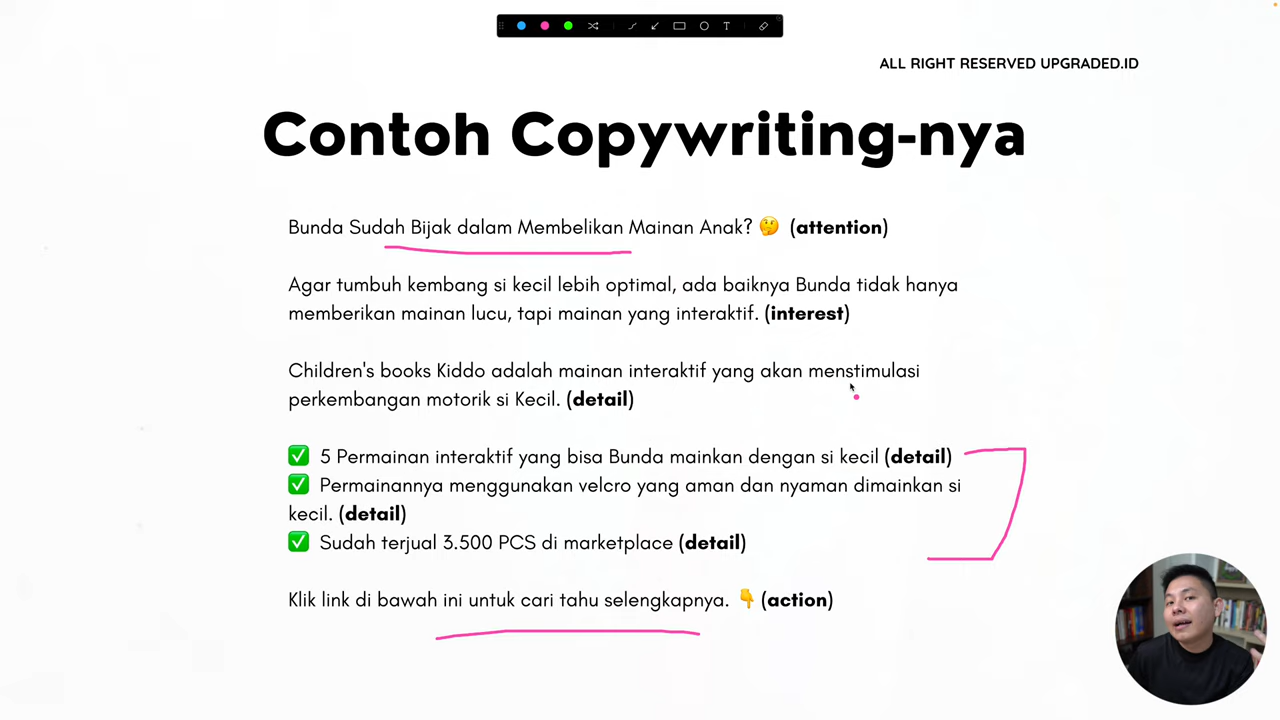 ALL RIGHT RESERVED UPGRADED.ID
Contoh Copywriting-nya
Bunda Sudah Bijak dalam Membelikan Mainan Anak? 🤔 (attention)
Agar tumbuh kembang si kecil lebih optimal, ada baiknya Bunda tidak hanya
memberikan mainan lucu, tapi mainan yang interaktif. (interest)
Children's books Kiddo adalah mainan interaktif yang akan menstimulasi
perkembangan motorik si Kecil. (detail)
✅ 5 Permainan interaktif yang bisa Bunda mainkan dengan si kecil (detail)
✅ Permainannya menggunakan velcro yang aman dan nyaman dimainkan si
kecil. (detail)
✅ Sudah terjual 3.500 PCS di marketplace (detail)
Klik link di bawah ini untuk cari tahu selengkapnya. 👇 (action)